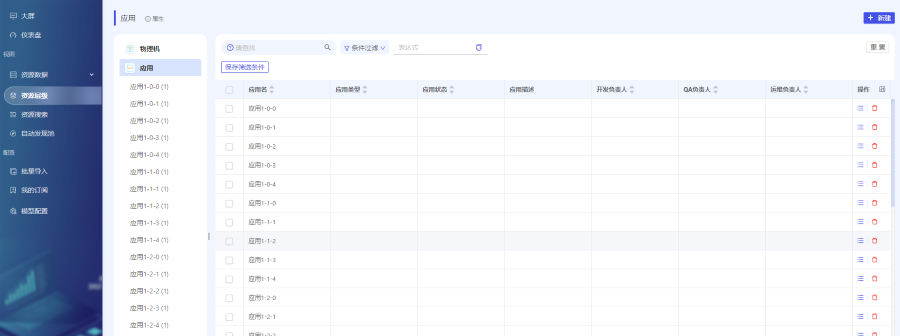 大屏
仪表盘
视图
资源数据
资源层级
资源搜索
自动发现池
配置
批量导入
我的订阅
模型配置
应用 属性
+ 新建
物理机
应用
应用1-0-0 (1)
应用1-0-1 (1)
应用1-0-2 (1)
应用1-0-3 (1)
应用1-0-4 (1)
应用1-1-0 (1)
应用1-1-1 (1)
应用1-1-2 (1)
应用1-1-3 (1)
应用1-1-4 (1)
应用1-2-0 (1)
应用1-2-1 (1)
应用1-2-2 (1)
应用1-2-3 (1)
应用1-2-4 (1)
条件过滤 表达式 重置
保存筛选条件
应用名 应用类型 应用状态 应用描述 开发负责人 QA负责人 运维负责人 操作
应用1-0-0
应用1-0-1
应用1-0-2
应用1-0-3
应用1-0-4
应用1-1-0
应用1-1-1
应用1-1-2
应用1-1-3
应用1-1-4
应用1-2-0
应用1-2-1